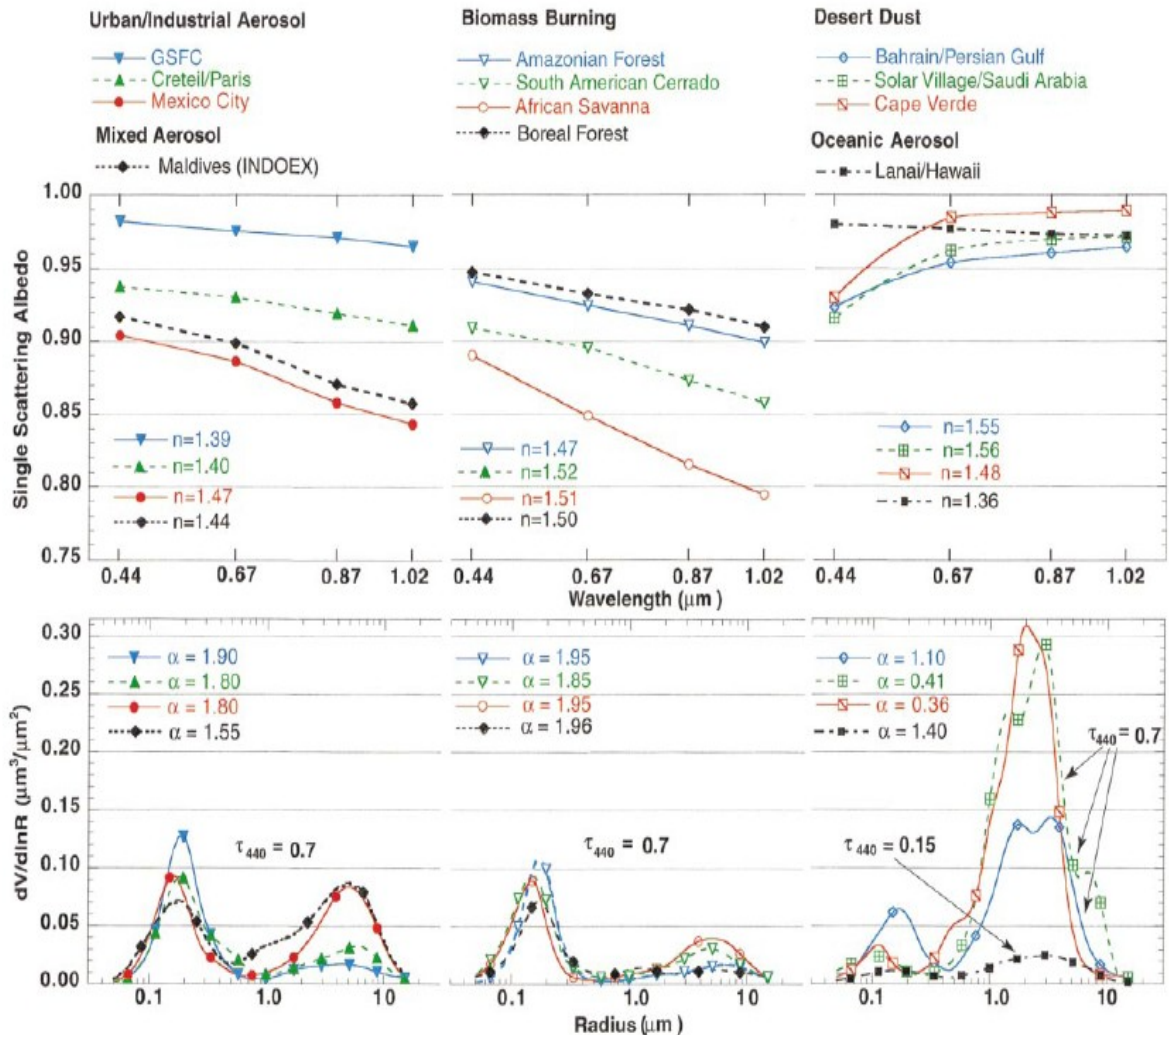 Urban/Industrial Aerosol
GSFC
Creteil/Paris
Mexico City
Mixed Aerosol
Maldives (INDOEX)
Biomass Burning
Amazonian Forest
South American Cerrado
African Savanna
Boreal Forest
Desert Dust
Bahrain/Persian Gulf
Solar Village/Saudi Arabia
Cape Verde
Oceanic Aerosol
Lanai/Hawaii
Single Scattering Albedo
1.00
0.95
0.90
0.85
0.80
0.75
n=1.39
n=1.40
n=1.47
n=1.44
n=1.47
n=1.52
n=1.51
n=1.50
n=1.55
n=1.56
n=1.48
n=1.36
0.44 0.67 0.87 1.02
0.44 0.67 0.87 1.02
0.44 0.67 0.87 1.02
Wavelength (μm )
dV/dlnR (μm³/μm²)
0.30
0.25
0.20
0.15
0.10
0.05
0.00
α = 1.90
α = 1.80
α = 1.80
α = 1.55
τ440 = 0.7
α = 1.95
α = 1.85
α = 1.95
α = 1.96
τ440 = 0.7
α = 1.10
α = 0.41
α = 0.36
α = 1.40
τ440 = 0.7
τ440 = 0.15
0.1 1.0 10
0.1 1.0 10
0.1 1.0 10
Radius (μm )